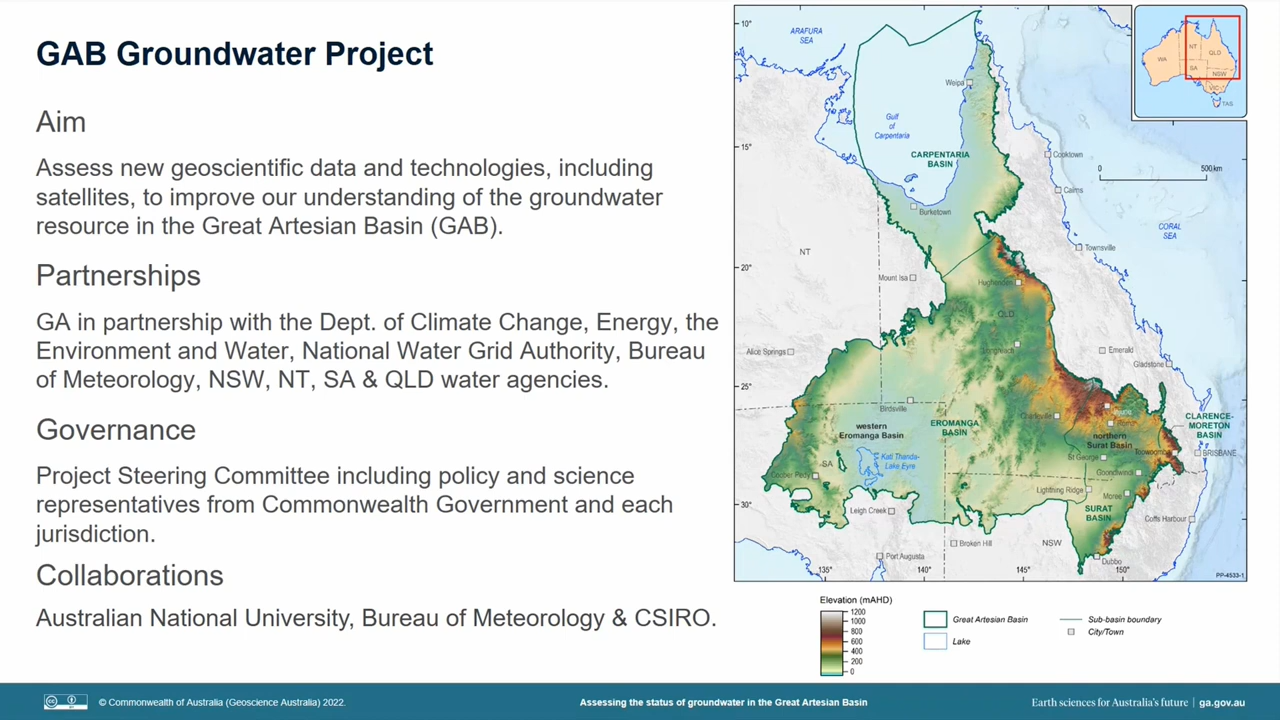 GAB Groundwater Project
Aim
Assess new geoscientific data and technologies, including
satellites, to improve our understanding of the groundwater
resource in the Great Artesian Basin (GAB).
Partnerships
GA in partnership with the Dept. of Climate Change, Energy, the
Environment and Water, National Water Grid Authority, Bureau
of Meteorology, NSW, NT, SA & QLD water agencies.
Governance
Project Steering Committee including policy and science
representatives from Commonwealth Government and each
jurisdiction.
Collaborations
Australian National University, Bureau of Meteorology & CSIRO.
10°
15°
20°
25°
30°
135°
140°
145°
150°
ARAFURA
SEA
Weipa
Gulf
of
Carpentaria
CARPENTARIA
BASIN
Burketown
Cooktown
Cairns
0
500 km
CORAL
SEA
Townsville
NT
Mount Isa
Hughenden
QLD
Longreach
Alice Springs
Emerald
Gladstone
Birdsville
Charleville
Injune
Roma
western
Eromanga Basin
EROMANGA
BASIN
northern
Surat Basin
CLARENCE-
MORETON
BASIN
Toowoomba
BRISBANE
Kati Thanda-
Lake Eyre
SA
Coober Pedy
St George
Goondiwindi
Lightning Ridge
Moree
SURAT
BASIN
Leigh Creek
Coffs Harbour
Broken Hill
NSW
Port Augusta
Dubbo
PP-4533-1
WA
NT
QLD
SA
NSW
VIC
TAS
Elevation (mAHD)
1200
1000
800
600
400
200
0
Great Artesian Basin
Lake
Sub-basin boundary
City/Town
cc
BY
© Commonwealth of Australia (Geoscience Australia) 2022.
Assessing the status of groundwater in the Great Artesian Basin
Earth sciences for Australia's future | ga.gov.au